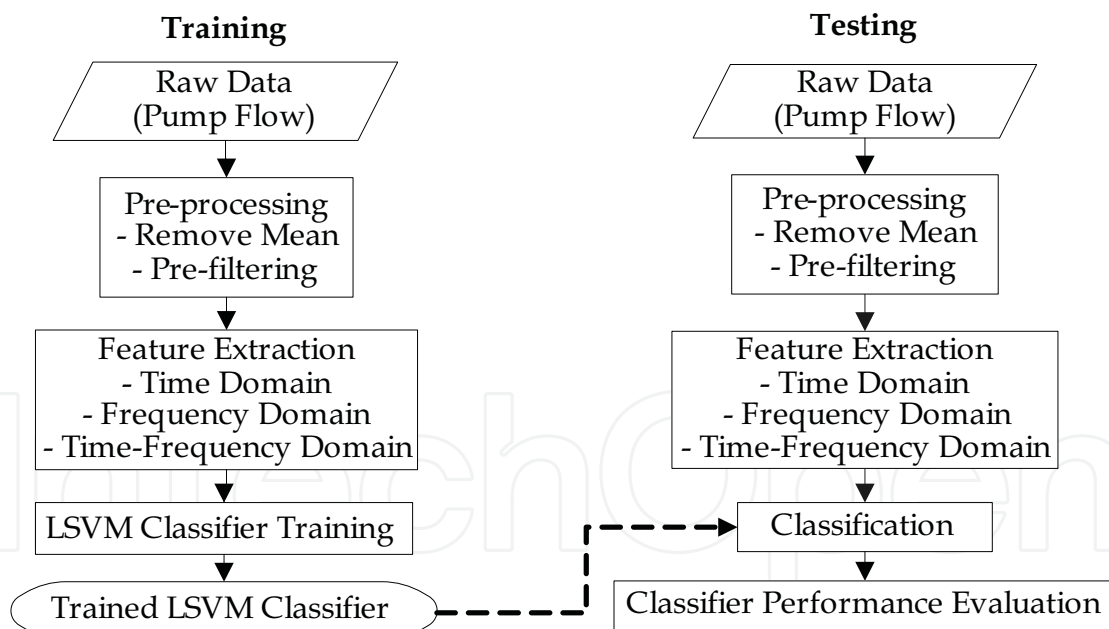 Training
Raw Data
(Pump Flow)
Pre-processing
- Remove Mean
- Pre-filtering
Feature Extraction
- Time Domain
- Frequency Domain
- Time-Frequency Domain
LSVM Classifier Training
Trained LSVM Classifier
Testing
Raw Data
(Pump Flow)
Pre-processing
- Remove Mean
- Pre-filtering
Feature Extraction
- Time Domain
- Frequency Domain
- Time-Frequency Domain
Classification
Classifier Performance Evaluation
IntechOpen